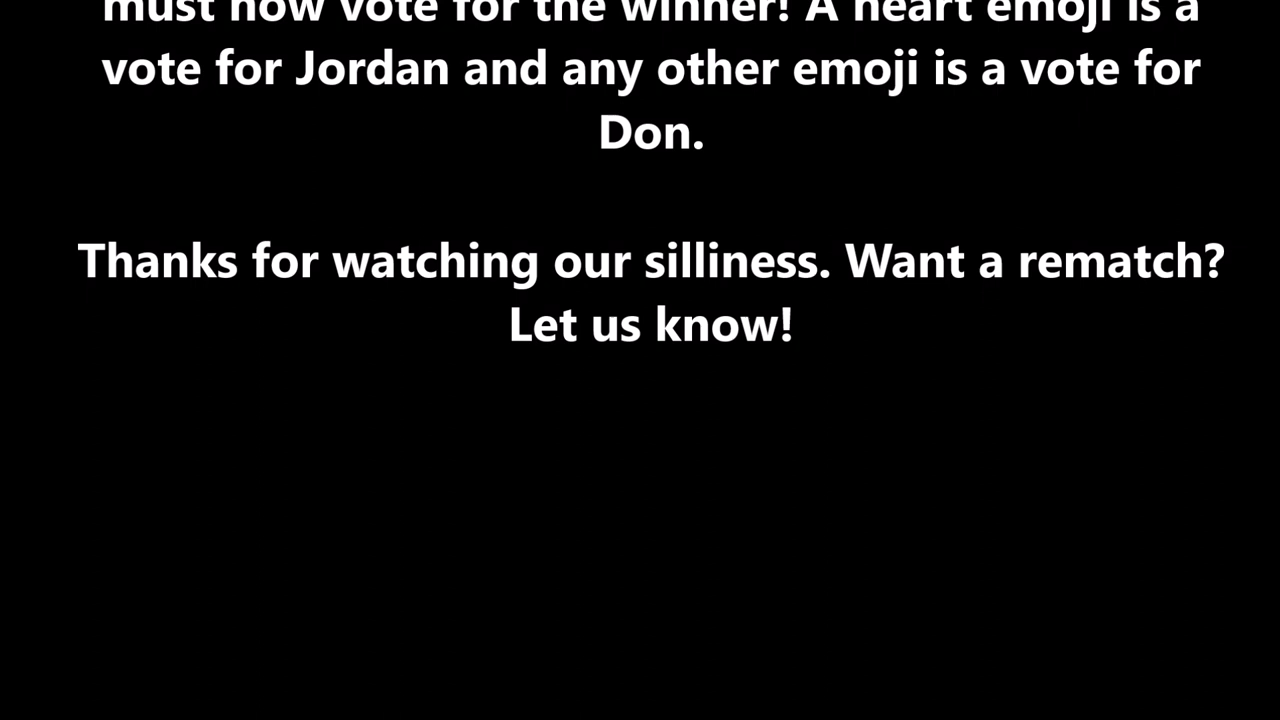 must now vote for the winner! A heart emoji is a
vote for Jordan and any other emoji is a vote for
Don.
Thanks for watching our silliness. Want a rematch?
Let us know!